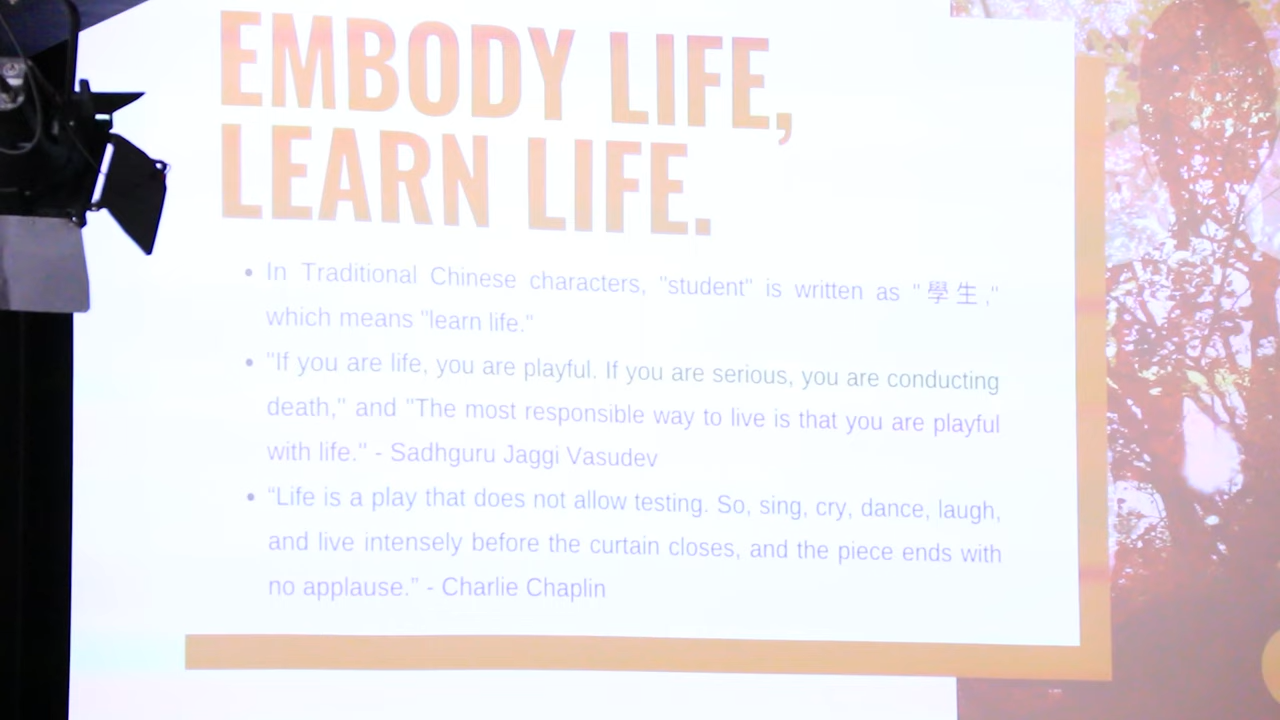 EMBODY LIFE,
LEARN LIFE.
• In Traditional Chinese characters, "student" is written as "學生,"
which means "learn life."
• "If you are life, you are playful. If you are serious, you are conducting
death," and "The most responsible way to live is that you are playful
with life." - Sadhguru Jaggi Vasudev
• “Life is a play that does not allow testing. So, sing, cry, dance, laugh,
and live intensely before the curtain closes, and the piece ends with
no applause.” - Charlie Chaplin